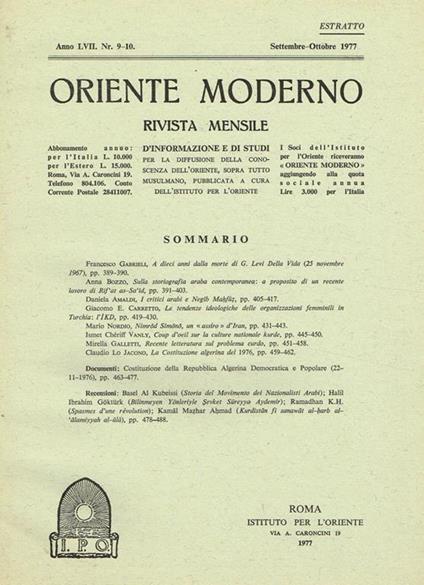 ESTRATTO
Anno LVII. Nr. 9-10.
Settembre-Ottobre 1977
ORIENTE MODERNO
RIVISTA MENSILE
Abbonamento annuo:
per l'Italia L. 10.000
per l'Estero L. 15.000.
Roma, Via A. Caroncini 19.
Telefono 804.106. Conto
Corrente Postale 28411007.
D'INFORMAZIONE E DI STUDI
PER LA DIFFUSIONE DELLA CONO-
SCENZA DELL'ORIENTE, SOPRA TUTTO
MUSULMANO, PUBBLICATA A CURA
DELL'ISTITUTO PER L'ORIENTE
I Soci dell'Istituto
per l'Oriente riceveranno
« ORIENTE MODERNO »
aggiungendo alla quota
sociale annua
Lire 3.000 per l'Italia
SOMMARIO
Francesco Gabrieli, A dieci anni dalla morte di G. Levi Della Vida (25 novembre
1967), pp. 389-390.
Anna Bozzo, Sulla storiografia araba contemporanea: a proposito di un recente
lavoro di Rif'at as-Sa'īd, pp. 391-403.
Daniela Amaldi, I critici arabi e Negīb Maḥfūẓ, pp. 405-417.
Giacomo E. Carretto, Le tendenze ideologiche delle organizzazioni femminili in
Turchia: l'İKD, pp. 419-430.
Mario Nordio, Nimrōd Simōnō, un « assiro » d'Iran, pp. 431-443.
Ismet Chériff Vanly, Coup d'oeil sur la culture nationale kurde, pp. 445-450.
Mirella Galletti, Recente letteratura sul problema curdo, pp. 451-458.
Claudio Lo Jacono, La Costituzione algerina del 1976, pp. 459-462.
Documenti: Costituzione della Repubblica Algerina Democratica e Popolare (22-
11-1976), pp. 463-477.
Recensioni: Basel Al Kubeissi (Storia del Movimento dei Nazionalisti Arabi); Halil
Ibrahim Göktürk (Bilinmeyen Yönleriyle Şevket Süreyya Aydemir); Ramadhan K.H.
(Spasmes d'une révolution); Kamāl Maẓhar Aḥmad (Kurdistān fī sanawāt al-ḥarb al-
'ālamiyyah al-ūlà), pp. 478-488.
I.P.O.
ROMA
ISTITUTO PER L'ORIENTE
VIA A. CARONCINI 19
1977